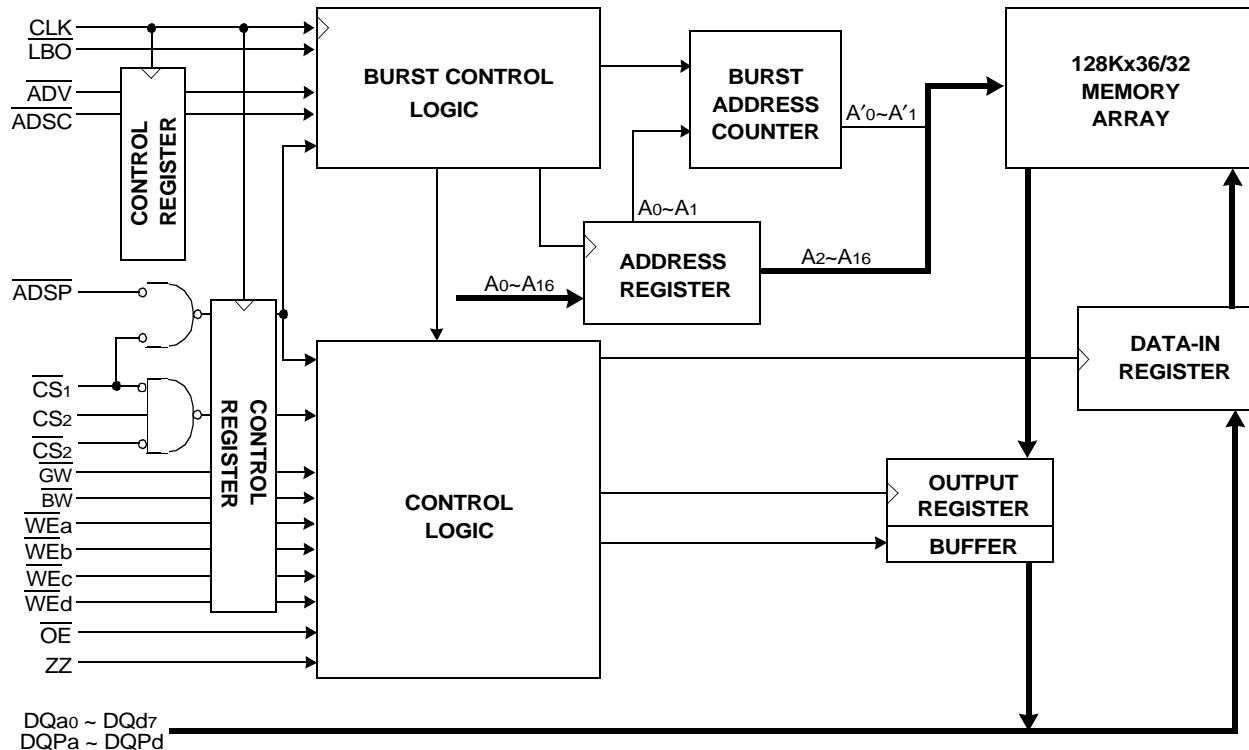 CLK
LBO
ADV
ADSC
CONTROL
REGISTER
BURST CONTROL
LOGIC
BURST
ADDRESS
COUNTER
A′0~A′1
128Kx36/32
MEMORY
ARRAY
A0~A1
ADDRESS
REGISTER
A2~A16
A0~A16
ADSP
CS1
CS2
CS2
GW
BW
WEa
WEb
WEc
WEd
OE
ZZ
CONTROL
REGISTER
CONTROL
LOGIC
DATA-IN
REGISTER
OUTPUT
REGISTER
BUFFER
DQa0 ~ DQd7
DQPa ~ DQPd